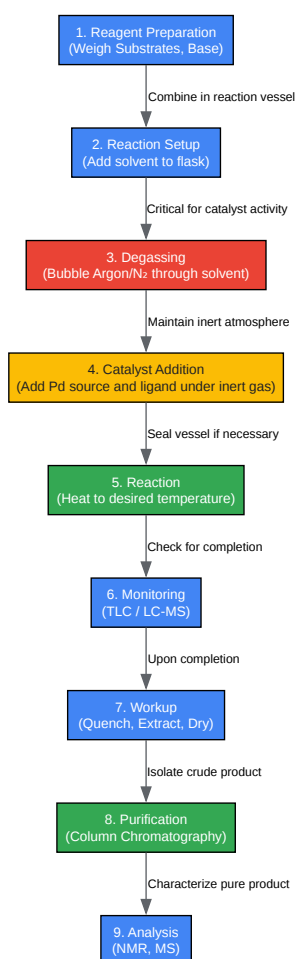 1. Reagent Preparation
(Weigh Substrates, Base)
Combine in reaction vessel
2. Reaction Setup
(Add solvent to flask)
Critical for catalyst activity
3. Degassing
(Bubble Argon/N₂ through solvent)
Maintain inert atmosphere
4. Catalyst Addition
(Add Pd source and ligand under inert gas)
Seal vessel if necessary
5. Reaction
(Heat to desired temperature)
Check for completion
6. Monitoring
(TLC / LC-MS)
Upon completion
7. Workup
(Quench, Extract, Dry)
Isolate crude product
8. Purification
(Column Chromatography)
Characterize pure product
9. Analysis
(NMR, MS)